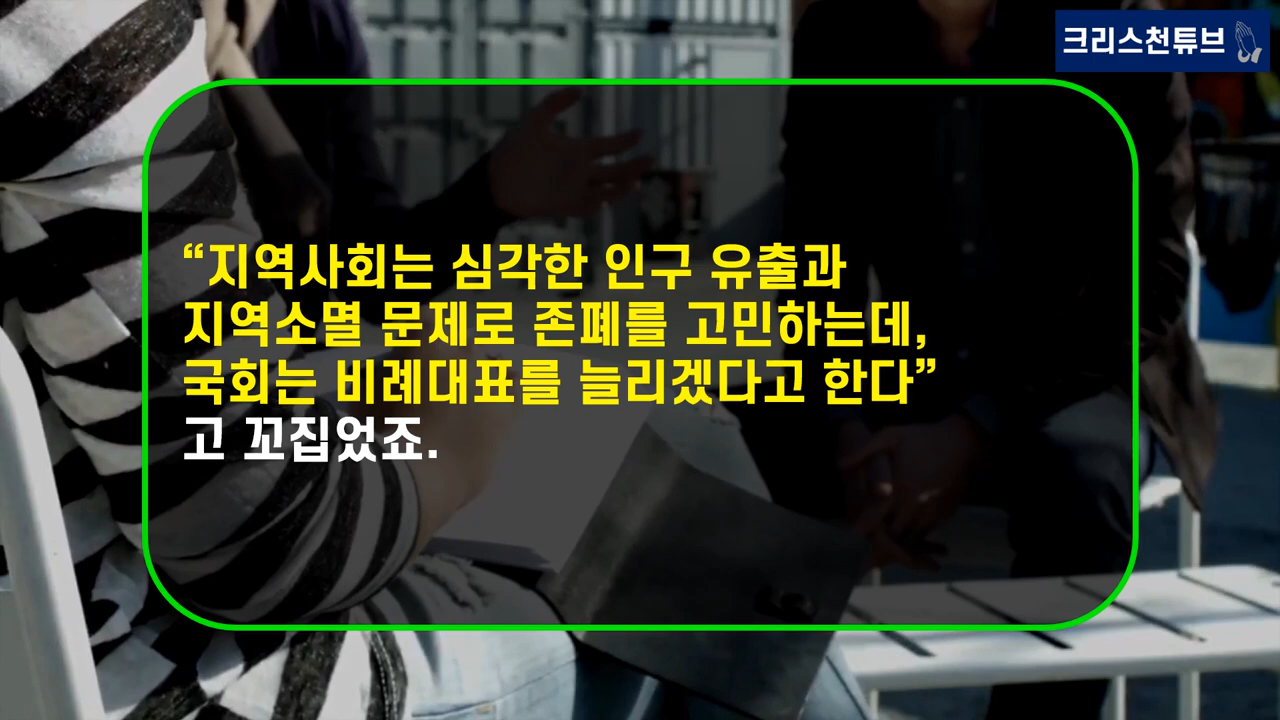 크리스천튜브
“지역사회는 심각한 인구 유출과
지역소멸 문제로 존폐를 고민하는데,
국회는 비례대표를 늘리겠다고 한다”
고 꼬집었죠.